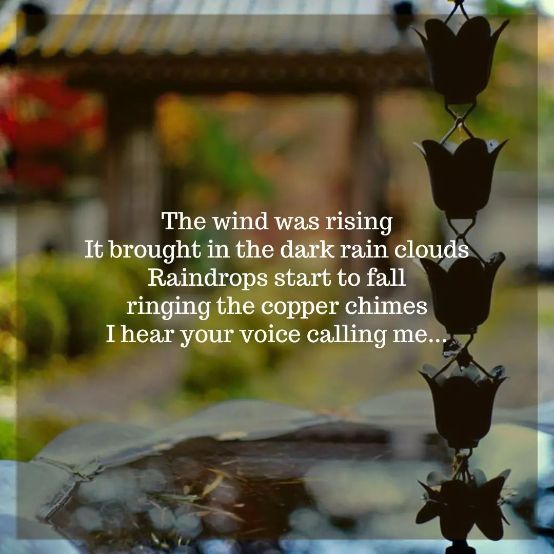 The wind was rising
It brought in the dark rain clouds
Raindrops start to fall
ringing the copper chimes
I hear your voice calling me...